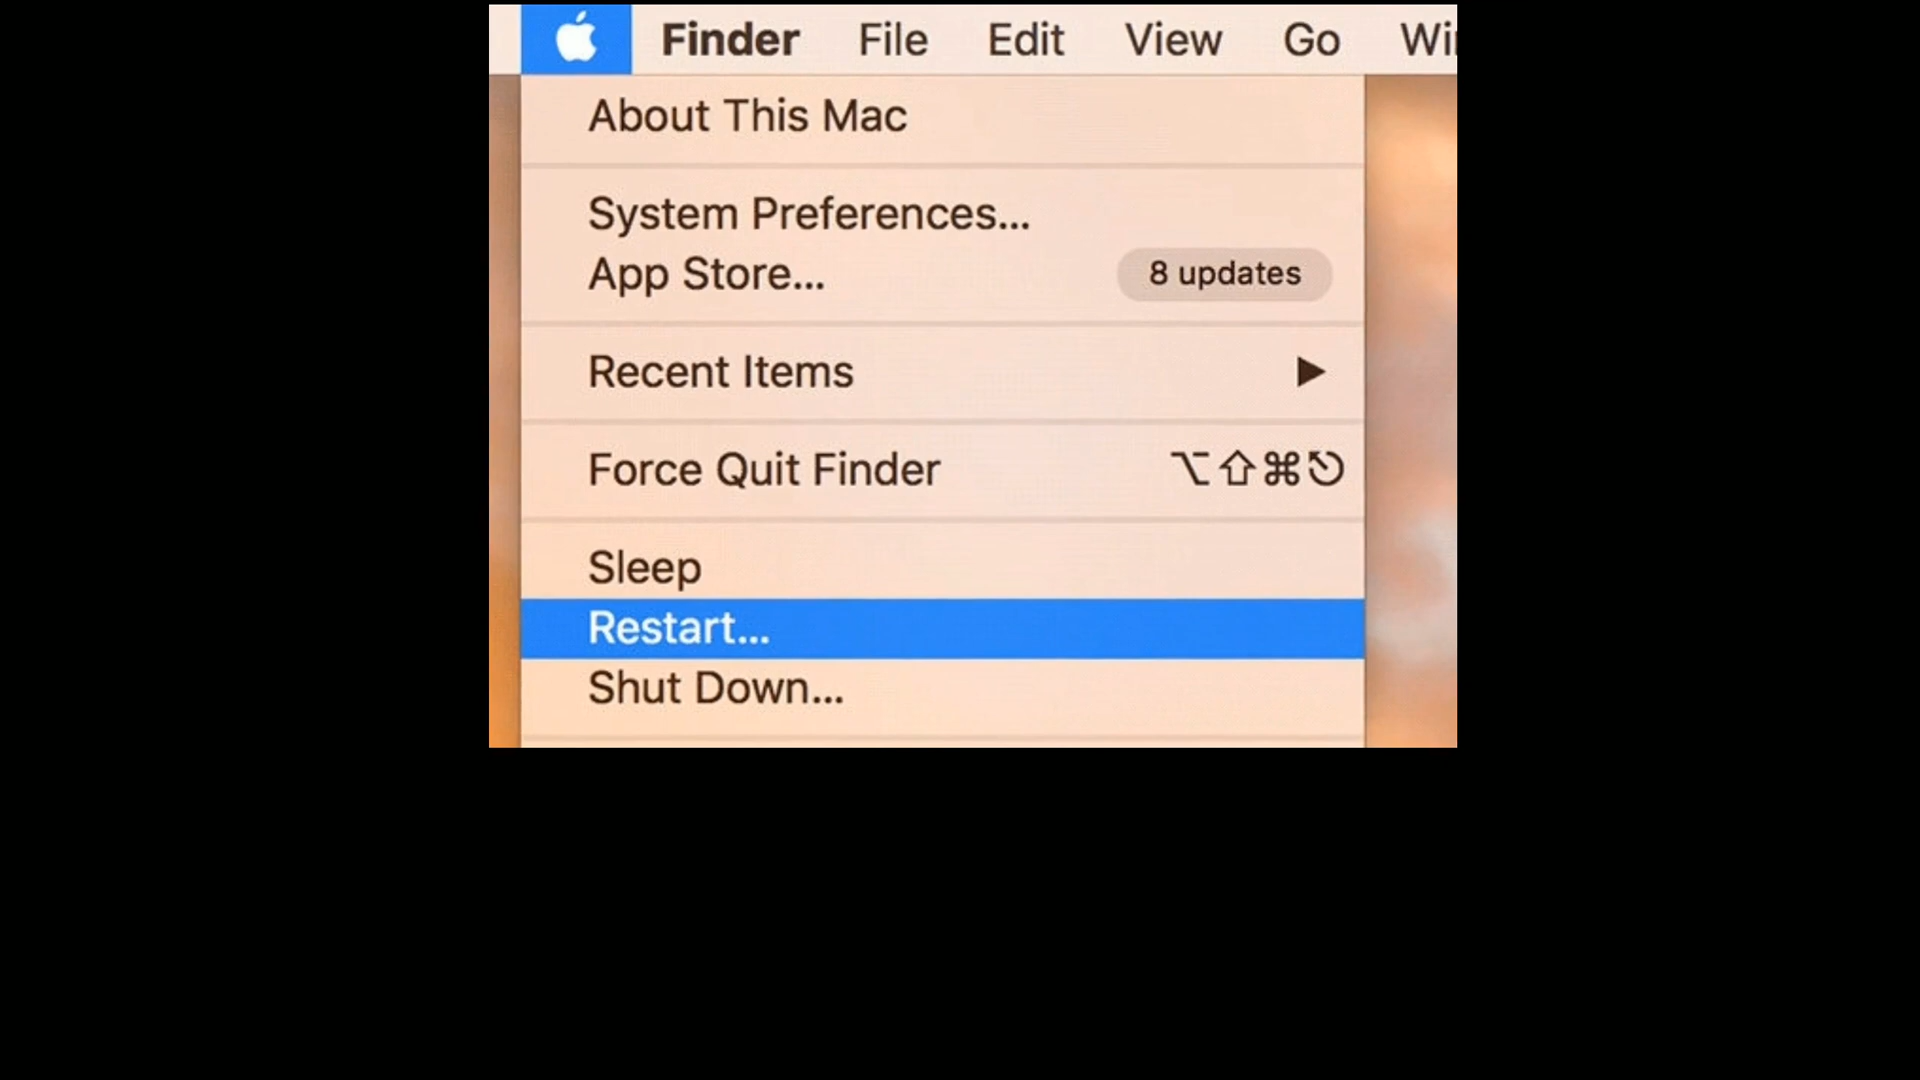 Finder File Edit View Go Wi
About This Mac
System Preferences...
App Store... 8 updates
Recent Items ▶
Force Quit Finder ⌥⇧⌘⎋
Sleep
Restart...
Shut Down...